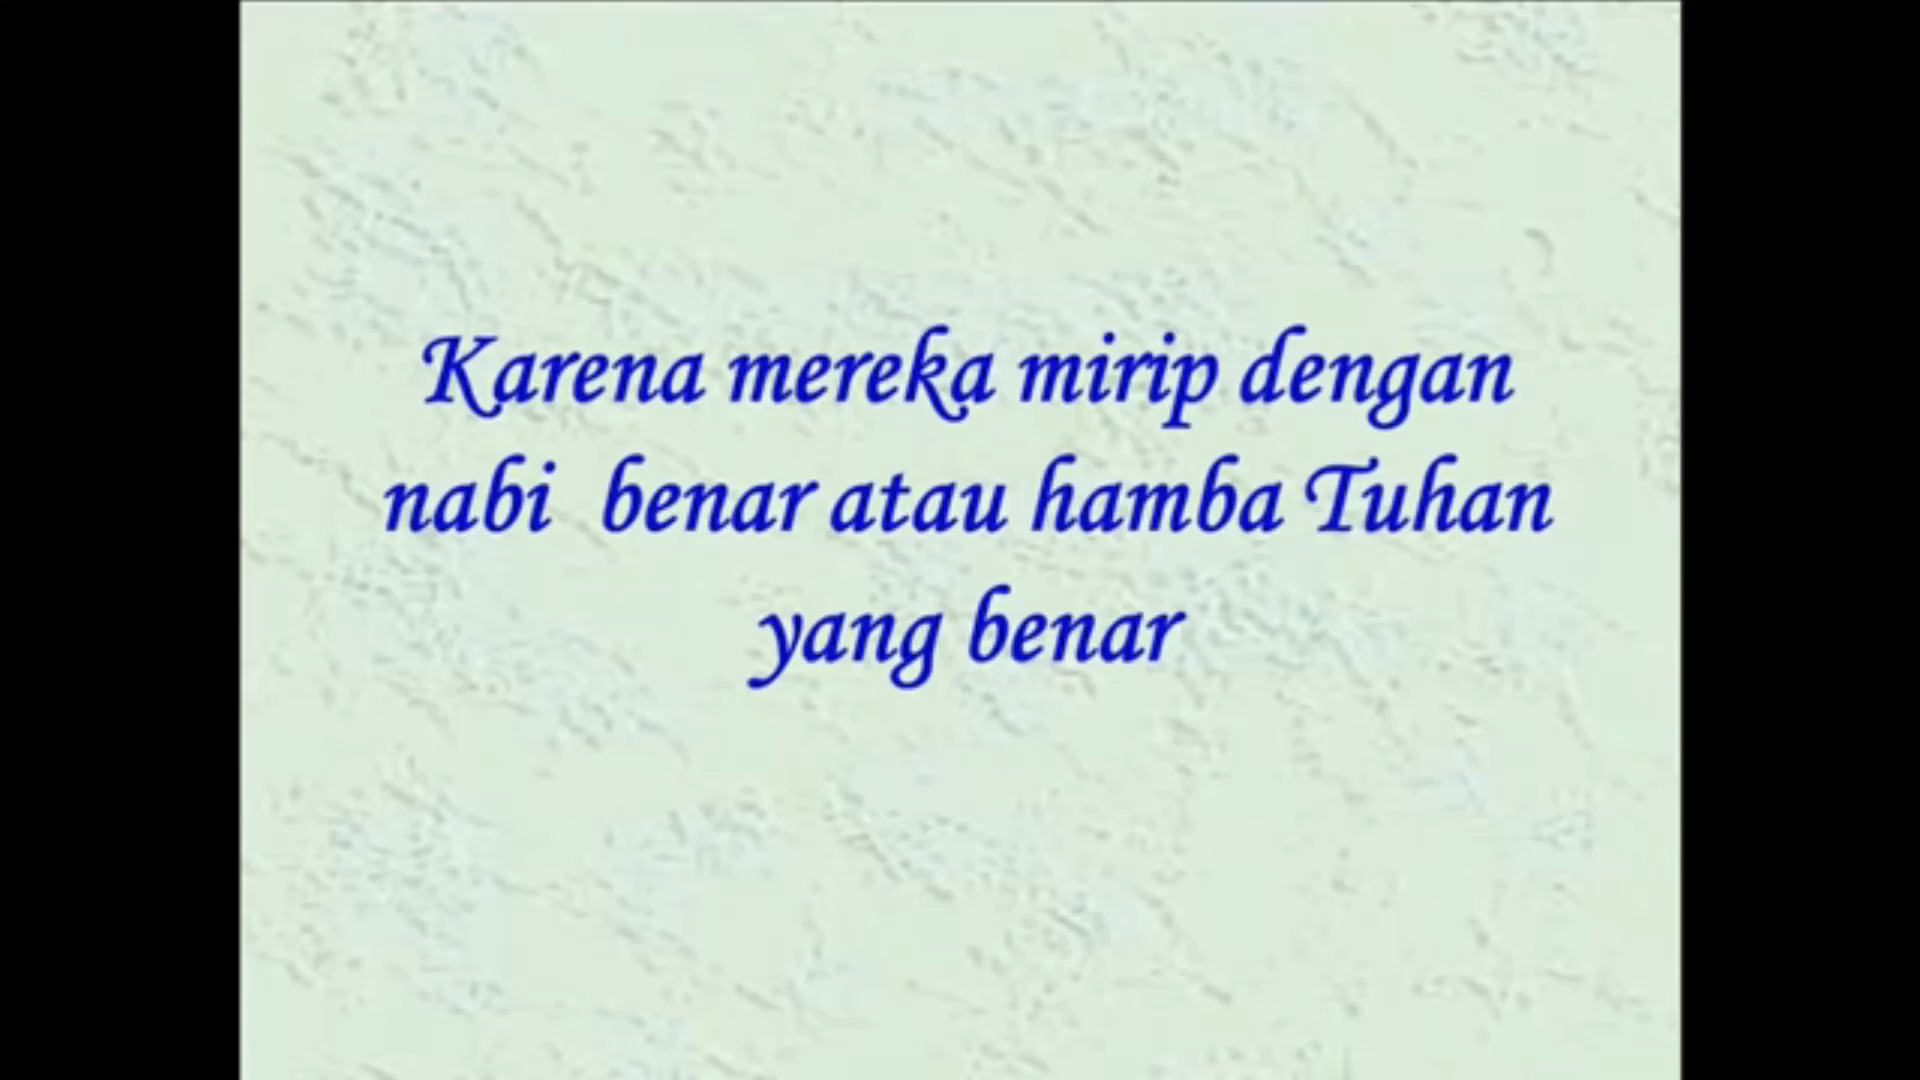 Karena mereka mirip dengan
nabi  benar atau hamba Tuhan
yang benar